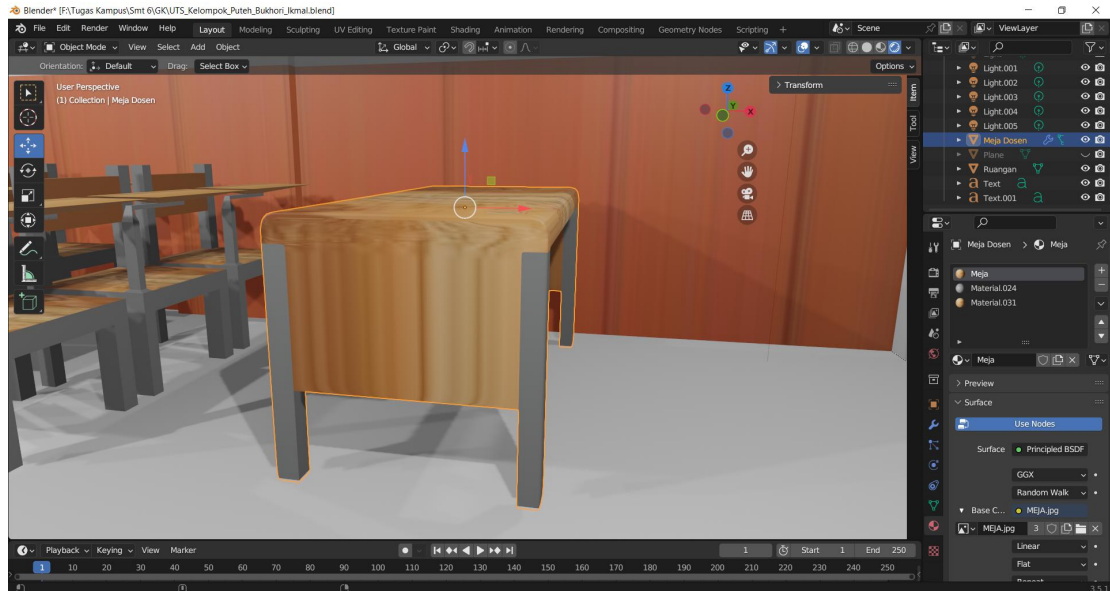 Blender* [F:\Tugas Kampus\Smt 6\GK\UTS_Kelompok_Puteh_Bukhori_Ikmal.blend]
File Edit Render Window Help Layout Modeling Sculpting UV Editing Texture Paint Shading Animation Rendering Compositing Geometry Nodes Scripting + Scene ViewLayer
Object Mode View Select Add Object Global
Orientation: Default Drag: Select Box Options
User Perspective
(1) Collection | Meja Dosen
Z
Y
X
Transform
Item
Tool
View
Light.001
Light.002
Light.003
Light.004
Light.005
Meja Dosen
Plane
Ruangan
Text
Text.001
Meja Dosen > Meja
Meja
Material.024
Material.031
Meja
Preview
Surface
Use Nodes
Surface Principled BSDF
GGX
Random Walk
Base C... MEJA.jpg
MEJA.jpg 3
Linear
Flat
Repeat
Playback Keying View Marker 1 Start 1 End 250
1 10 20 30 40 50 60 70 80 90 100 110 120 130 140 150 160 170 180 190 200 210 220 230 240 250
3.5.1